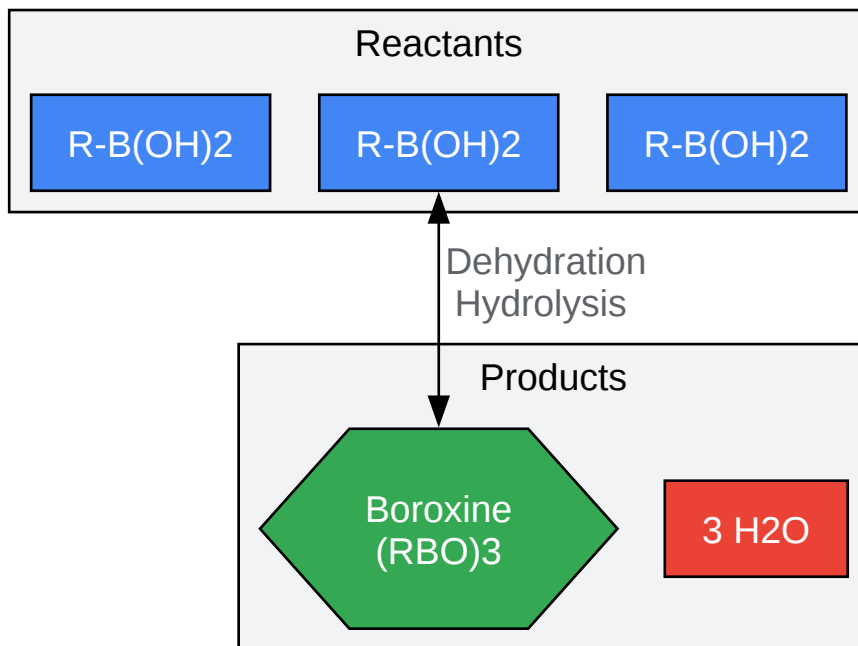 Reactants
R-B(OH)2
R-B(OH)2
R-B(OH)2
Dehydration
Hydrolysis
Products
Boroxine
(RBO)3
3 H2O